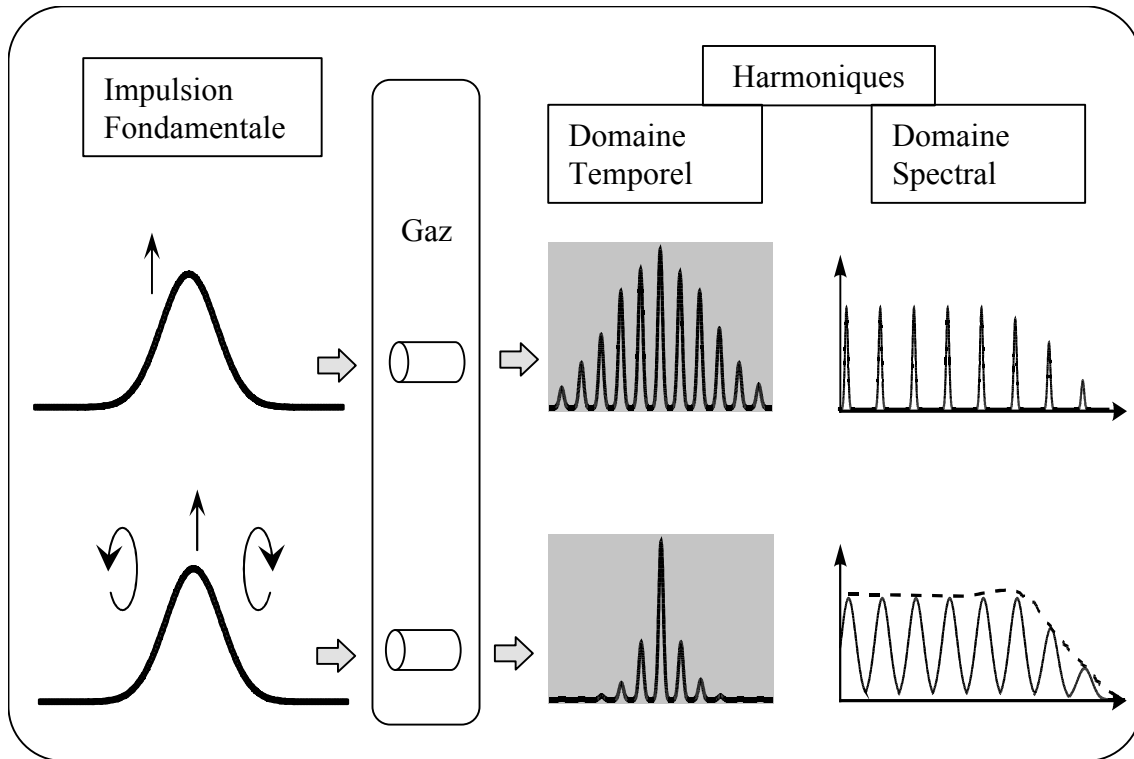 Impulsion
Fondamentale
Gaz
Harmoniques
Domaine
Temporel
Domaine
Spectral